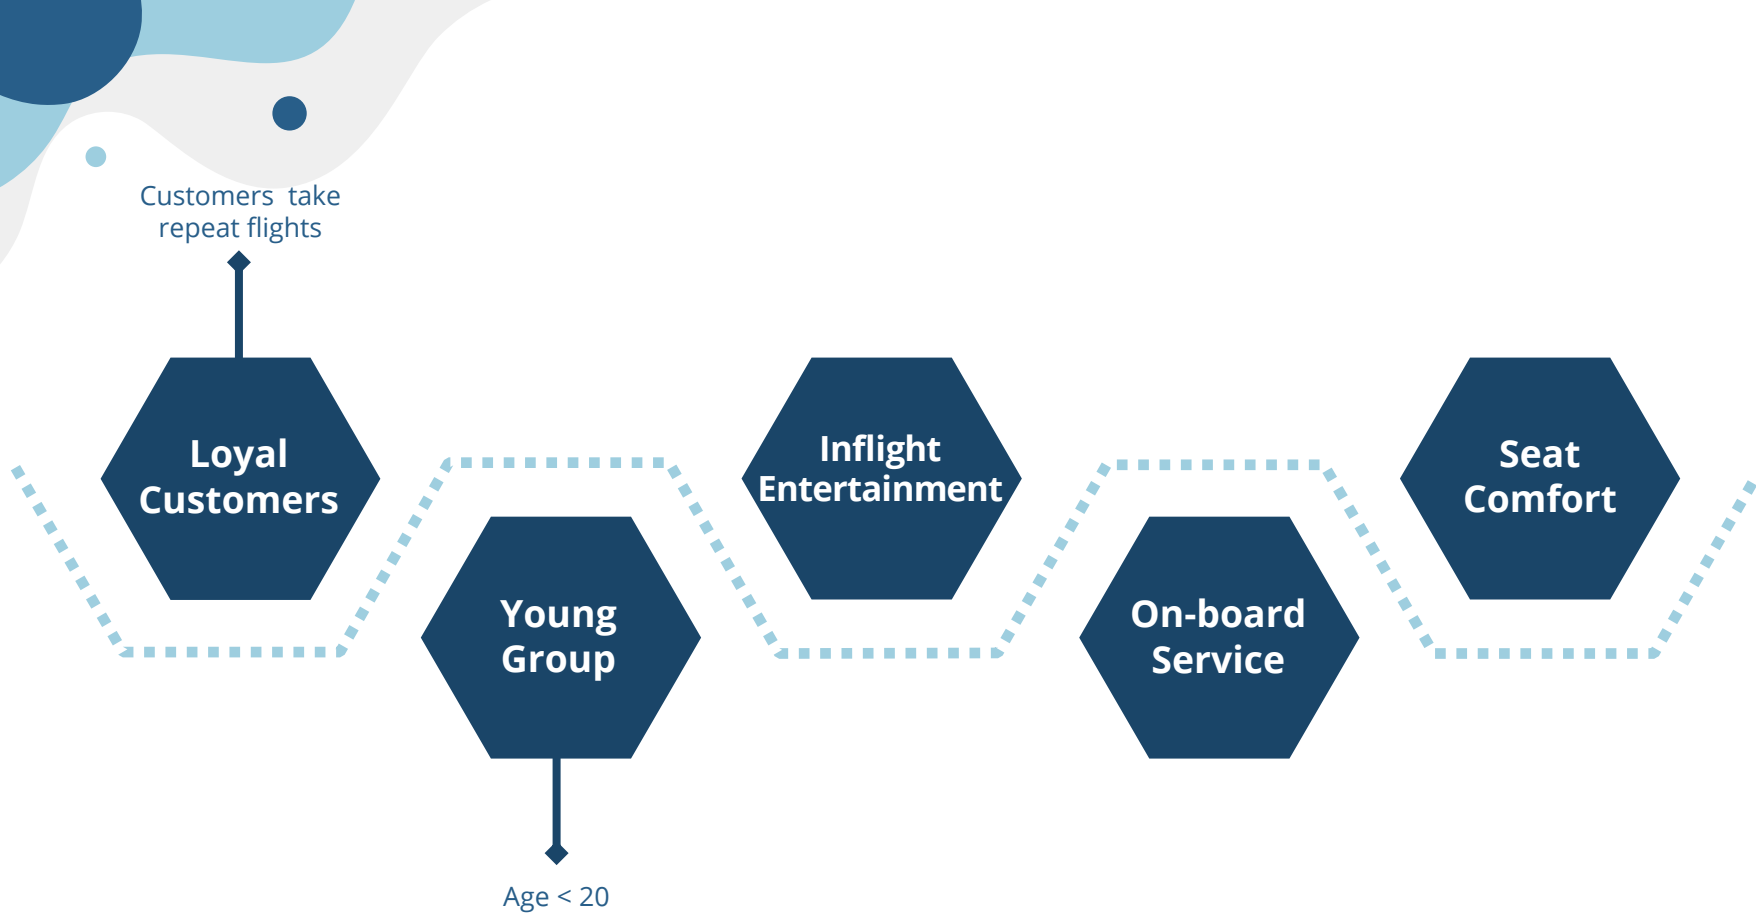 Customers  take
repeat flights
Loyal
Customers
Young
Group
Age < 20
Inflight
Entertainment
On-board
Service
Seat
Comfort